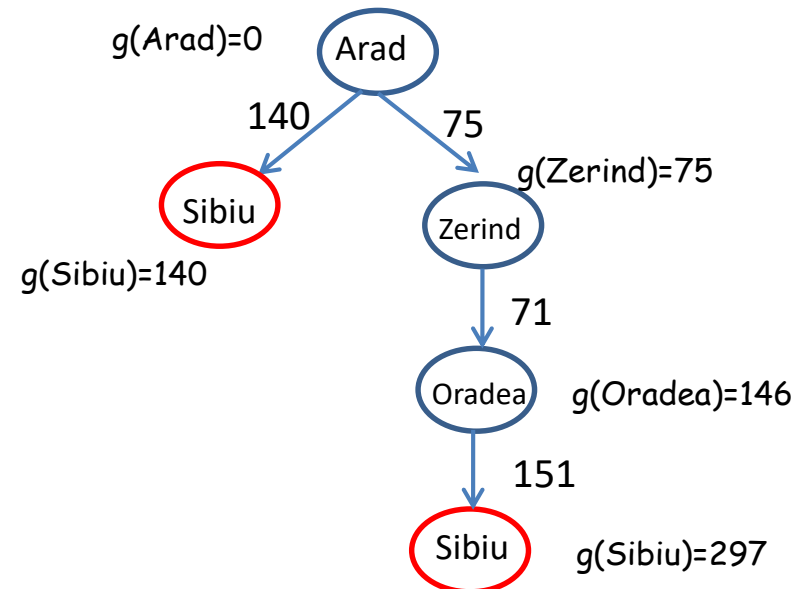 g(Arad)=0
Arad
140
75
g(Zerind)=75
Sibiu
Zerind
g(Sibiu)=140
71
Oradea
g(Oradea)=146
151
Sibiu
g(Sibiu)=297